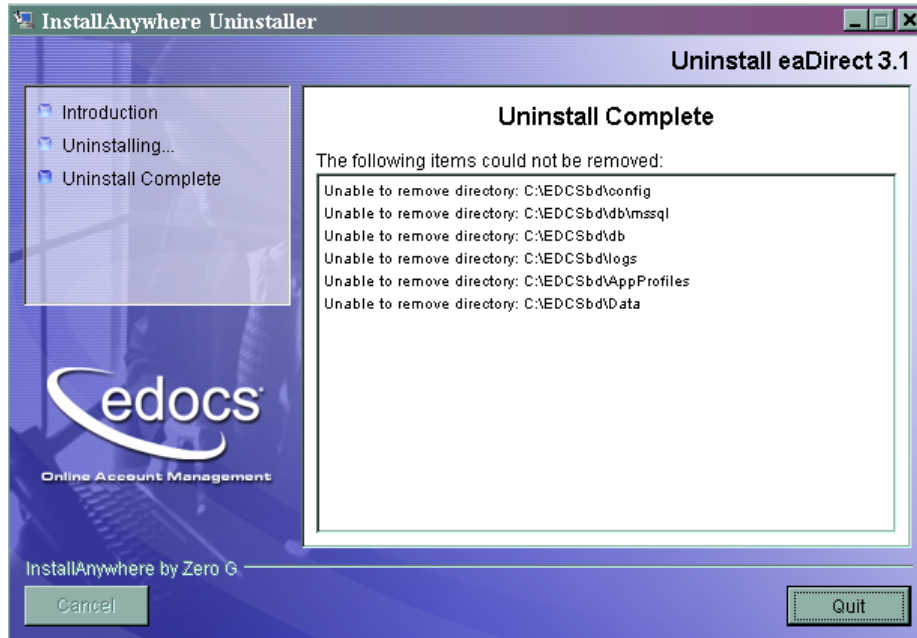 InstallAnywhere Uninstaller
Uninstall eaDirect 3.1
Introduction
Uninstalling...
Uninstall Complete
Uninstall Complete
The following items could not be removed:
Unable to remove directory: C:\EDCSbd\config
Unable to remove directory: C:\EDCSbd\db\mssql
Unable to remove directory: C:\EDCSbd\db
Unable to remove directory: C:\EDCSbd\logs
Unable to remove directory: C:\EDCSbd\AppProfiles
Unable to remove directory: C:\EDCSbd\Data
edocs
Online Account Management
InstallAnywhere by Zero G
Cancel
Quit